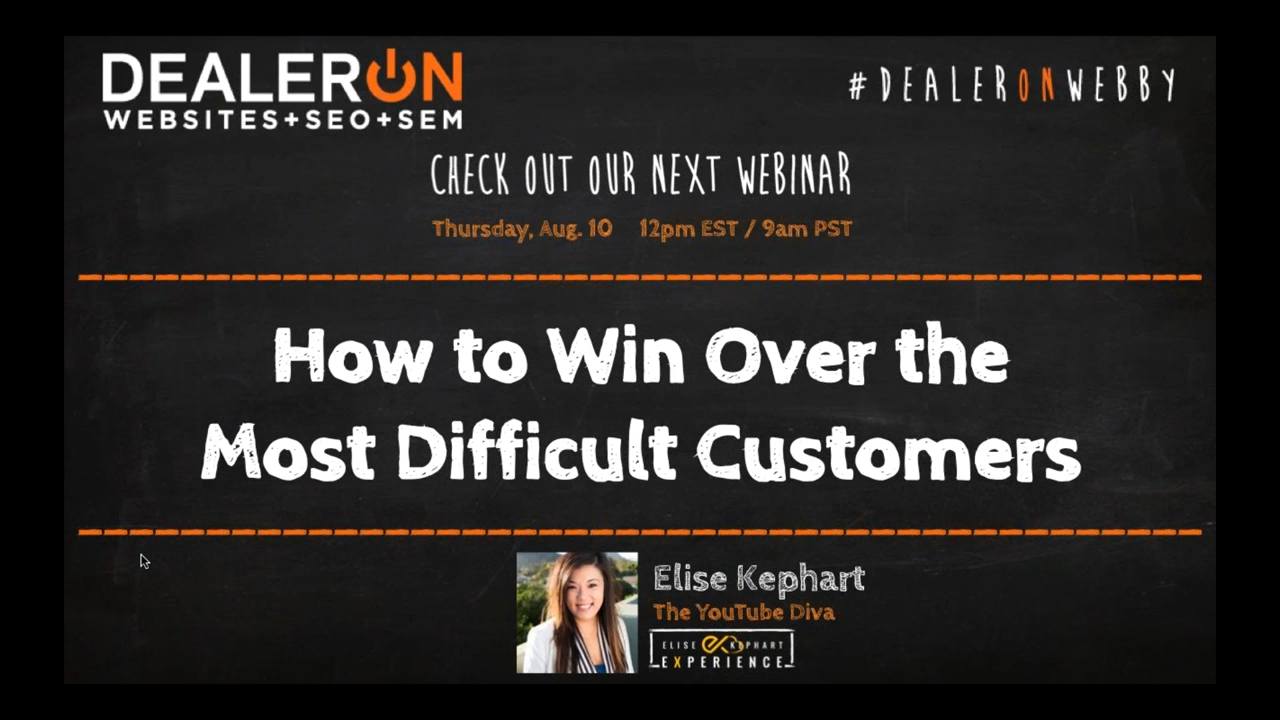 DEALERON
WEBSITES+SEO+SEM
#DEALERONWEBBY
CHECK OUT OUR NEXT WEBINAR
Thursday, Aug. 10 12pm EST / 9am PST
How to Win Over the
Most Difficult Customers
Elise Kephart
The YouTube Diva
ELISE KEPHART
EXPERIENCE